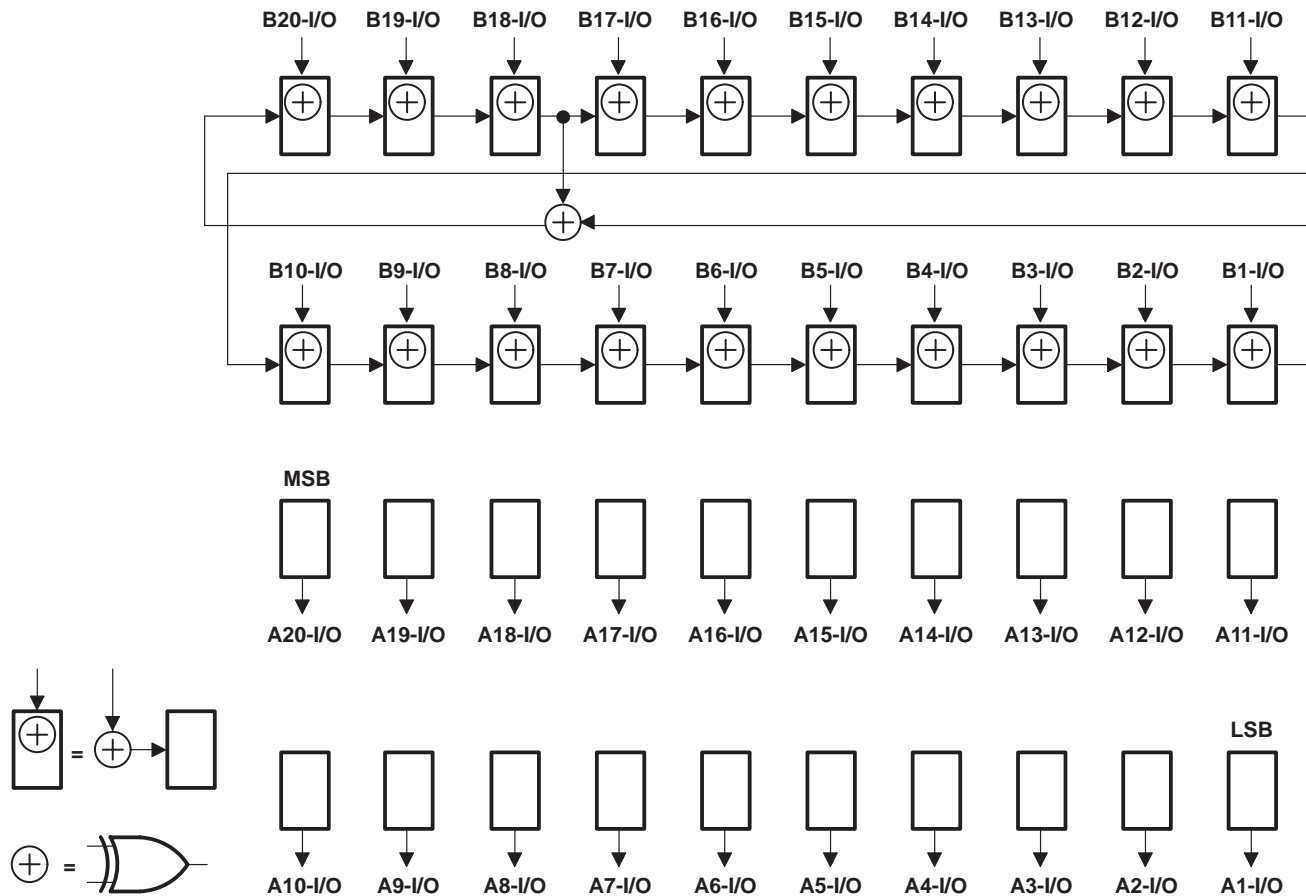 B20-I/O B19-I/O B18-I/O B17-I/O B16-I/O B15-I/O B14-I/O B13-I/O B12-I/O B11-I/O
B10-I/O B9-I/O B8-I/O B7-I/O B6-I/O B5-I/O B4-I/O B3-I/O B2-I/O B1-I/O
MSB
A20-I/O A19-I/O A18-I/O A17-I/O A16-I/O A15-I/O A14-I/O A13-I/O A12-I/O A11-I/O
LSB
=
=
A10-I/O A9-I/O A8-I/O A7-I/O A6-I/O A5-I/O A4-I/O A3-I/O A2-I/O A1-I/O